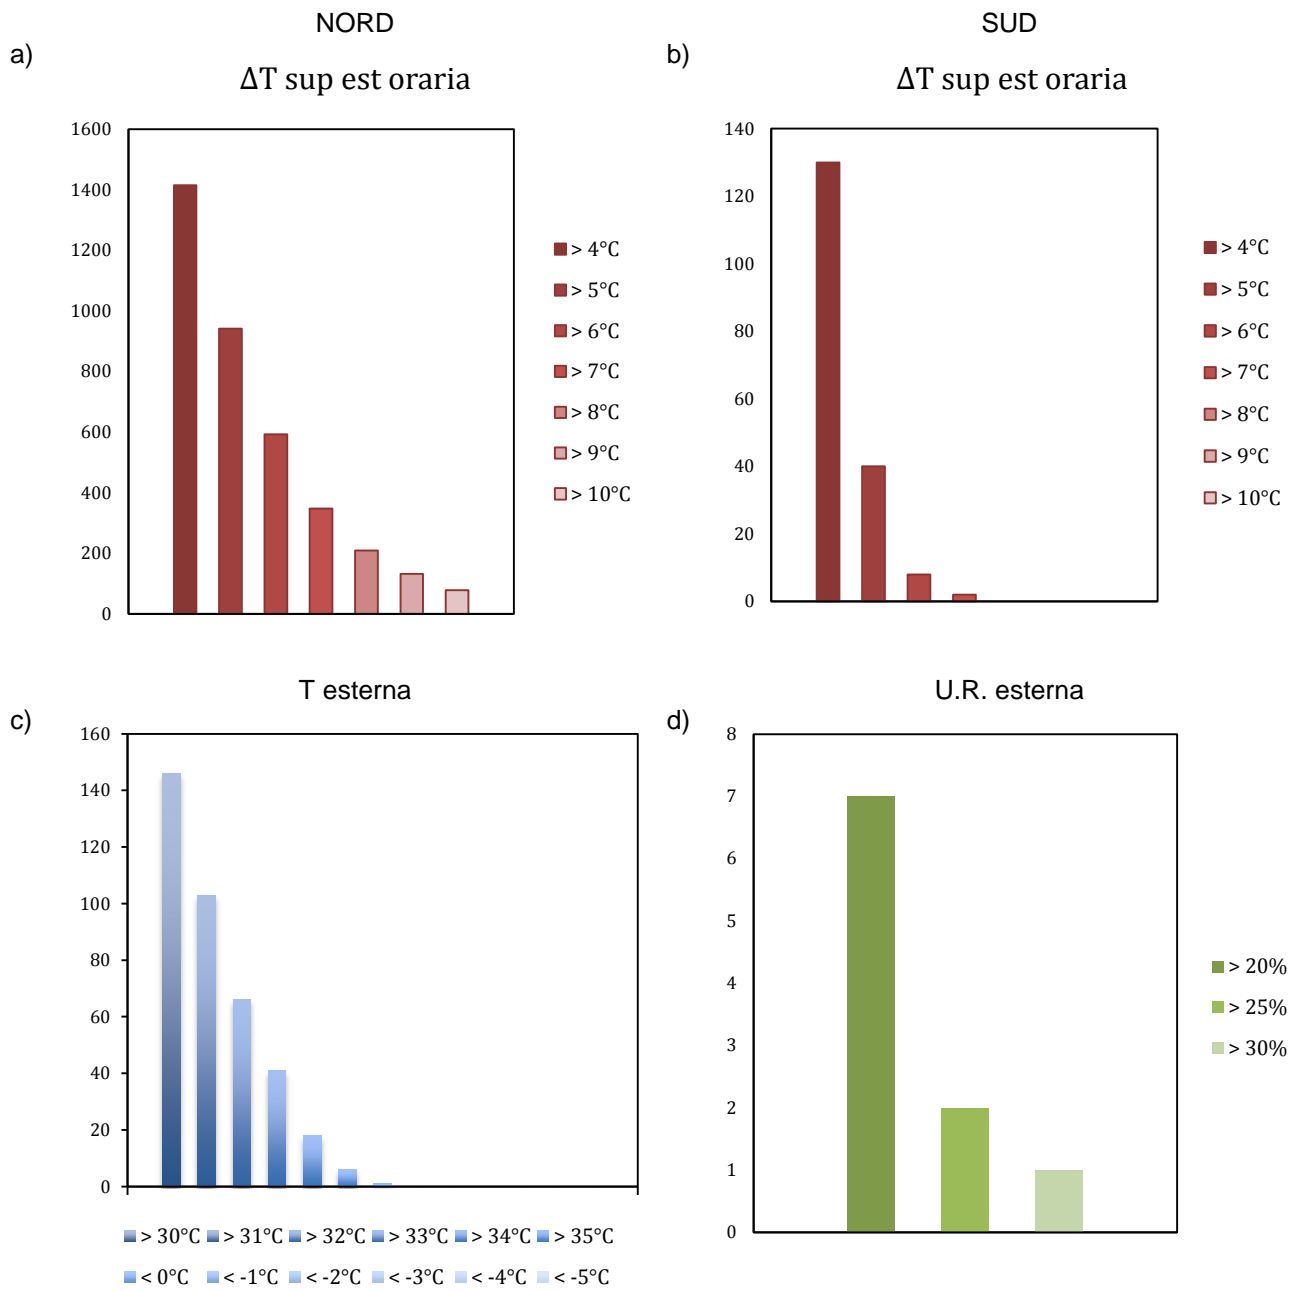 NORD
a)
ΔT sup est oraria
1600
1400
1200
1000
800
600
400
200
0
> 4°C
> 5°C
> 6°C
> 7°C
> 8°C
> 9°C
> 10°C
SUD
b)
ΔT sup est oraria
140
120
100
80
60
40
20
0
> 4°C
> 5°C
> 6°C
> 7°C
> 8°C
> 9°C
> 10°C
T esterna
c)
160
140
120
100
80
60
40
20
0
> 30°C > 31°C > 32°C > 33°C > 34°C > 35°C
< 0°C < -1°C < -2°C < -3°C < -4°C < -5°C
U.R. esterna
d)
8
7
6
5
4
3
2
1
0
> 20%
> 25%
> 30%